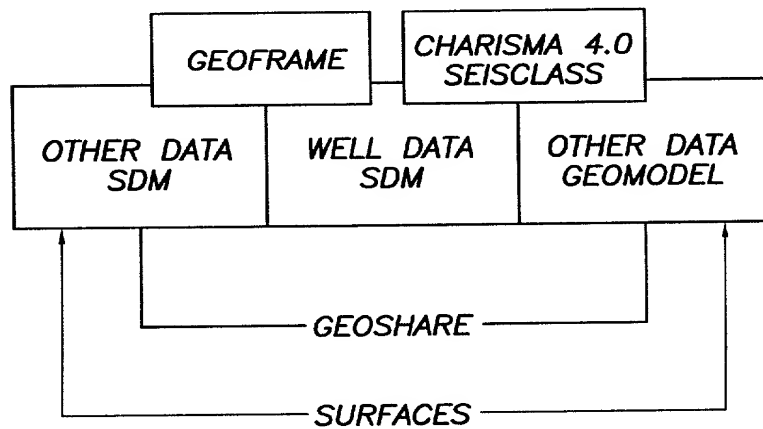 GEOFRAME
CHARISMA 4.0
SEISCLASS
OTHER DATA
SDM
WELL DATA
SDM
OTHER DATA
GEOMODEL
GEOSHARE
SURFACES